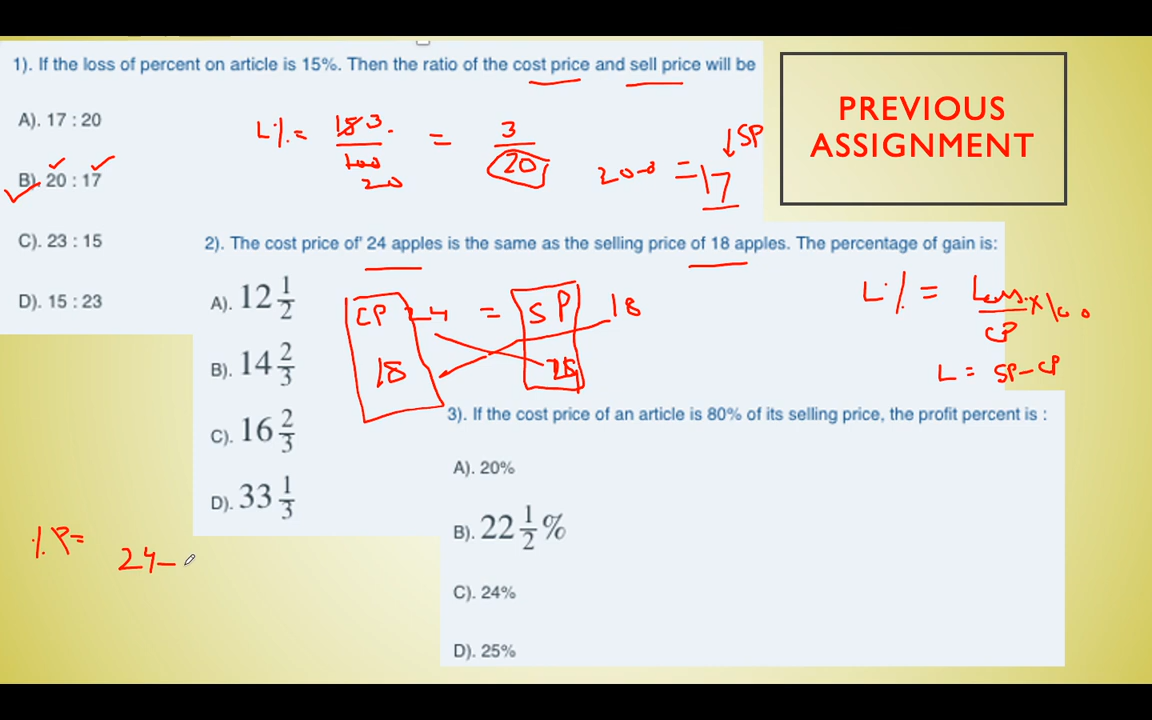 1). If the loss of percent on article is 15%. Then the ratio of the cost price and sell price will be
A). 17 : 20
B). 20 : 17
C). 23 : 15
D). 15 : 23
L%=
100
20
=
3
20
=17
SP
PREVIOUS
ASSIGNMENT
2). The cost price of' 24 apples is the same as the selling price of 18 apples. The percentage of gain is:
A). 12 1/2
B). 14 2/3
C). 16 2/3
D). 33 1/3
CP 24 = SP 18
18
L% = Loss x100
CP
L = SP-CP
3). If the cost price of an article is 80% of its selling price, the profit percent is :
A). 20%
B). 22 1/2 %
C). 24%
D). 25%
% P=
24-